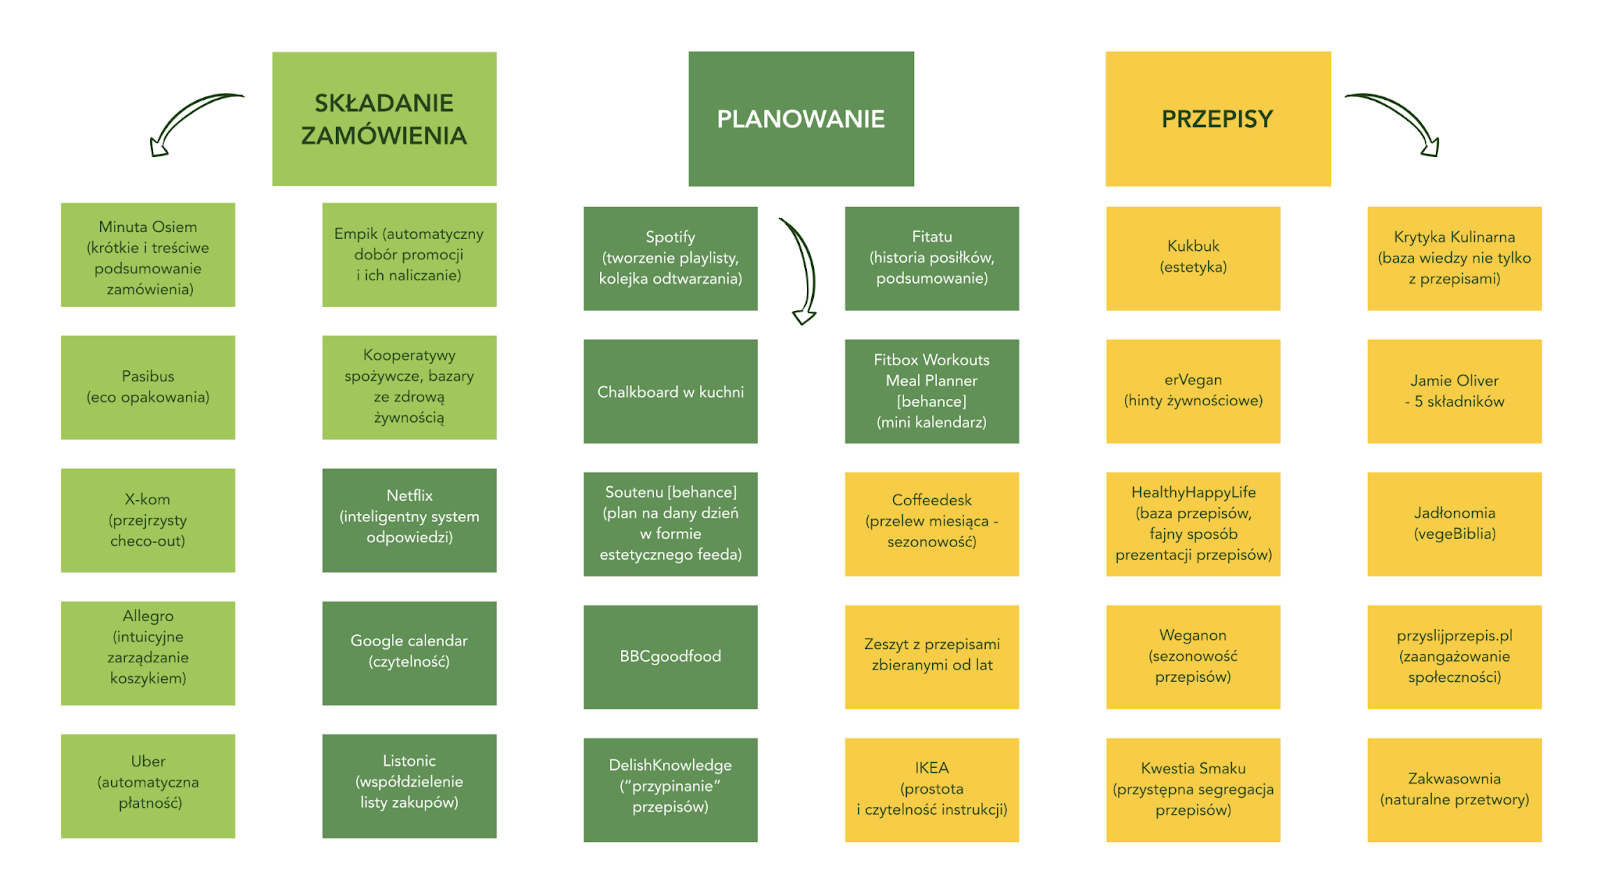 SKŁADANIE
ZAMÓWIENIA
PLANOWANIE
PRZEPISY
Minuta Osiem
(krótkie i treściwe
podsumowanie
zamówienia)
Empik (automatyczny
dobór promocji
i ich naliczanie)
Spotify
(tworzenie playlisty,
kolejka odtwarzania)
Fitatu
(historia posiłków,
podsumowanie)
Kukbuk
(estetyka)
Krytyka Kulinarna
(baza wiedzy nie tylko
z przepisami)
Pasibus
(eco opakowania)
Kooperatywy
spożywcze, bazary
ze zdrową
żywnością
Chalkboard w kuchni
Fitbox Workouts
Meal Planner
[behance]
(mini kalendarz)
erVegan
(hinty żywnościowe)
Jamie Oliver
- 5 składników
X-kom
(przejrzysty
checo-out)
Netflix
(inteligentny system
odpowiedzi)
Soutenu [behance]
(plan na dany dzień
w formie
estetycznego feeda)
Coffeedesk
(przelew miesiąca -
sezonowość)
HealthyHappyLife
(baza przepisów,
fajny sposób
prezentacji przepisów)
Jadłonomia
(vegeBiblia)
Allegro
(intuicyjne
zarządzanie
koszykiem)
Google calendar
(czytelność)
BBCgoodfood
Zeszyt z przepisami
zbieranymi od lat
Weganon
(sezonowość
przepisów)
przyslijprzepis.pl
(zaangażowanie
społeczności)
Uber
(automatyczna
płatność)
Listonic
(współdzielenie
listy zakupów)
DelishKnowledge
(”przypinanie”
przepisów)
IKEA
(prostota
i czytelność instrukcji)
Kwestia Smaku
(przystępna segregacja
przepisów)
Zakwasownia
(naturalne przetwory)